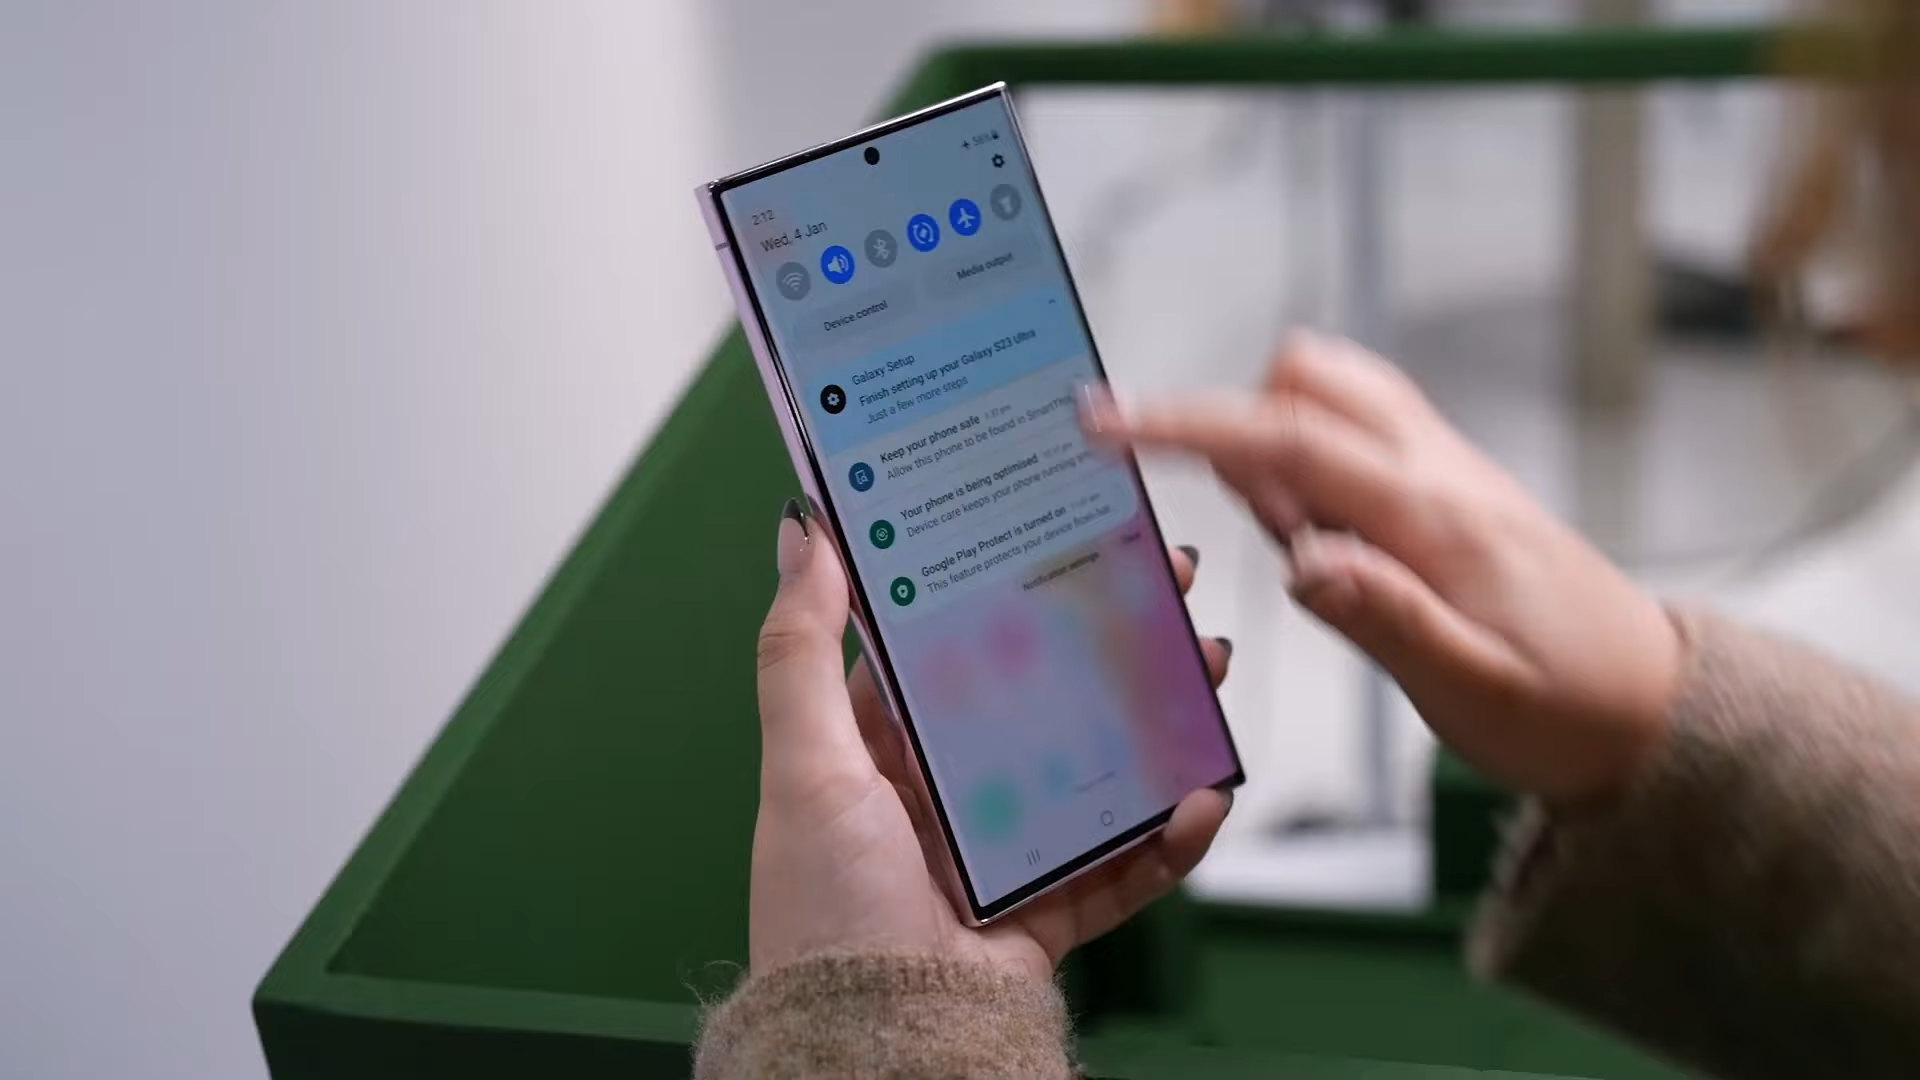 56%
2:12
Wed, 4 Jan
Device control
Media output
Galaxy Setup
Finish setting up your Galaxy S23 Ultra
Just a few more steps
Keep your phone safe
Allow this phone to be found in SmartThi
Your phone is being optimised
Device care keeps your phone running
Google Play Protect is turned on
This feature protects your device from
Notification settings
Clear